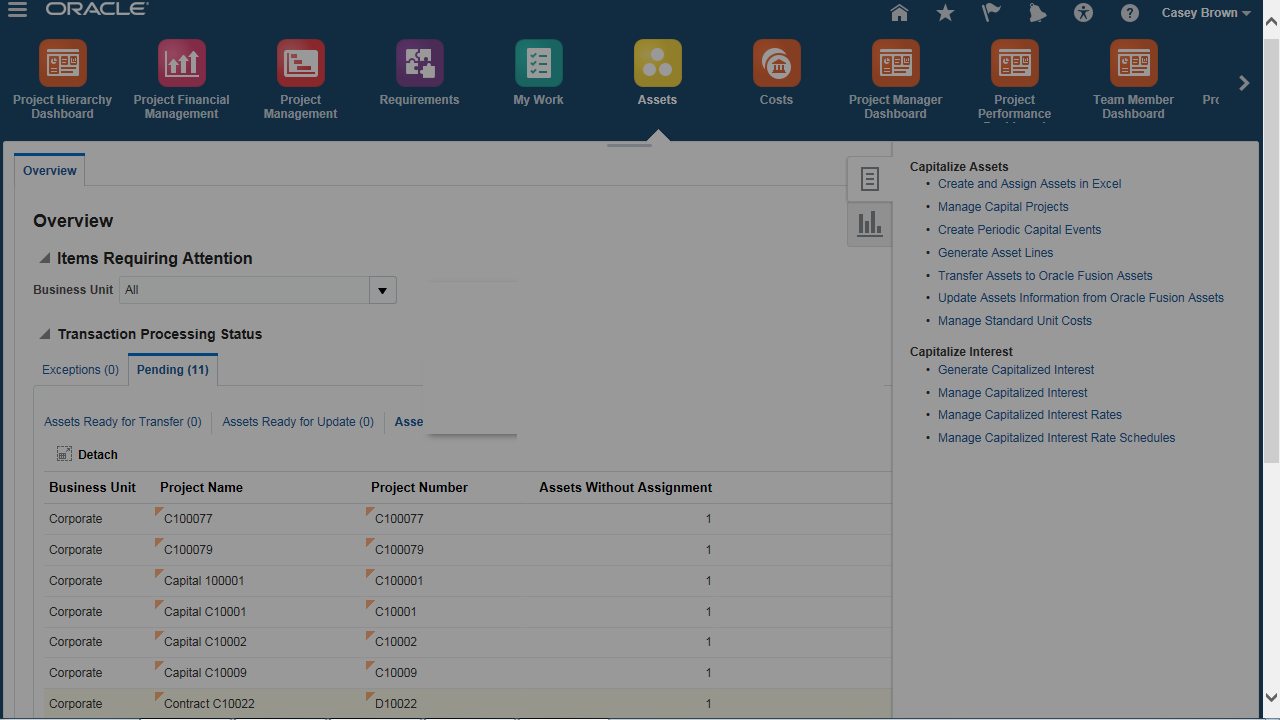 ORACLE
Casey Brown
Project Hierarchy Dashboard
Project Financial Management
Project Management
Requirements
My Work
Assets
Costs
Project Manager Dashboard
Project Performance
Team Member Dashboard
Overview
Overview
Items Requiring Attention
Business Unit All
Transaction Processing Status
Exceptions (0) Pending (11)
Assets Ready for Transfer (0) Assets Ready for Update (0) Asse
Detach
Business Unit Project Name Project Number Assets Without Assignment
Corporate C100077 C100077 1
Corporate C100079 C100079 1
Corporate Capital 100001 C100001 1
Corporate Capital C10001 C10001 1
Corporate Capital C10002 C10002 1
Corporate Capital C10009 C10009 1
Corporate Contract C10022 D10022 1
Capitalize Assets
• Create and Assign Assets in Excel
• Manage Capital Projects
• Create Periodic Capital Events
• Generate Asset Lines
• Transfer Assets to Oracle Fusion Assets
• Update Assets Information from Oracle Fusion Assets
• Manage Standard Unit Costs
Capitalize Interest
• Generate Capitalized Interest
• Manage Capitalized Interest
• Manage Capitalized Interest Rates
• Manage Capitalized Interest Rate Schedules